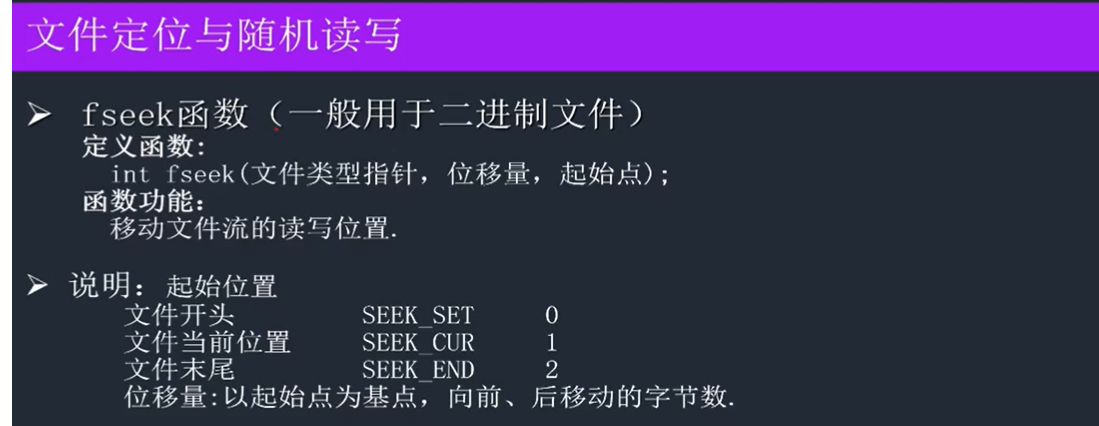 文件定位与随机读写
➢ fseek函数（一般用于二进制文件）
定义函数:
int fseek(文件类型指针, 位移量, 起始点);
函数功能:
移动文件流的读写位置.
➢ 说明: 起始位置
文件开头 SEEK_SET 0
文件当前位置 SEEK_CUR 1
文件末尾 SEEK_END 2
位移量:以起始点为基点, 向前、后移动的字节数.